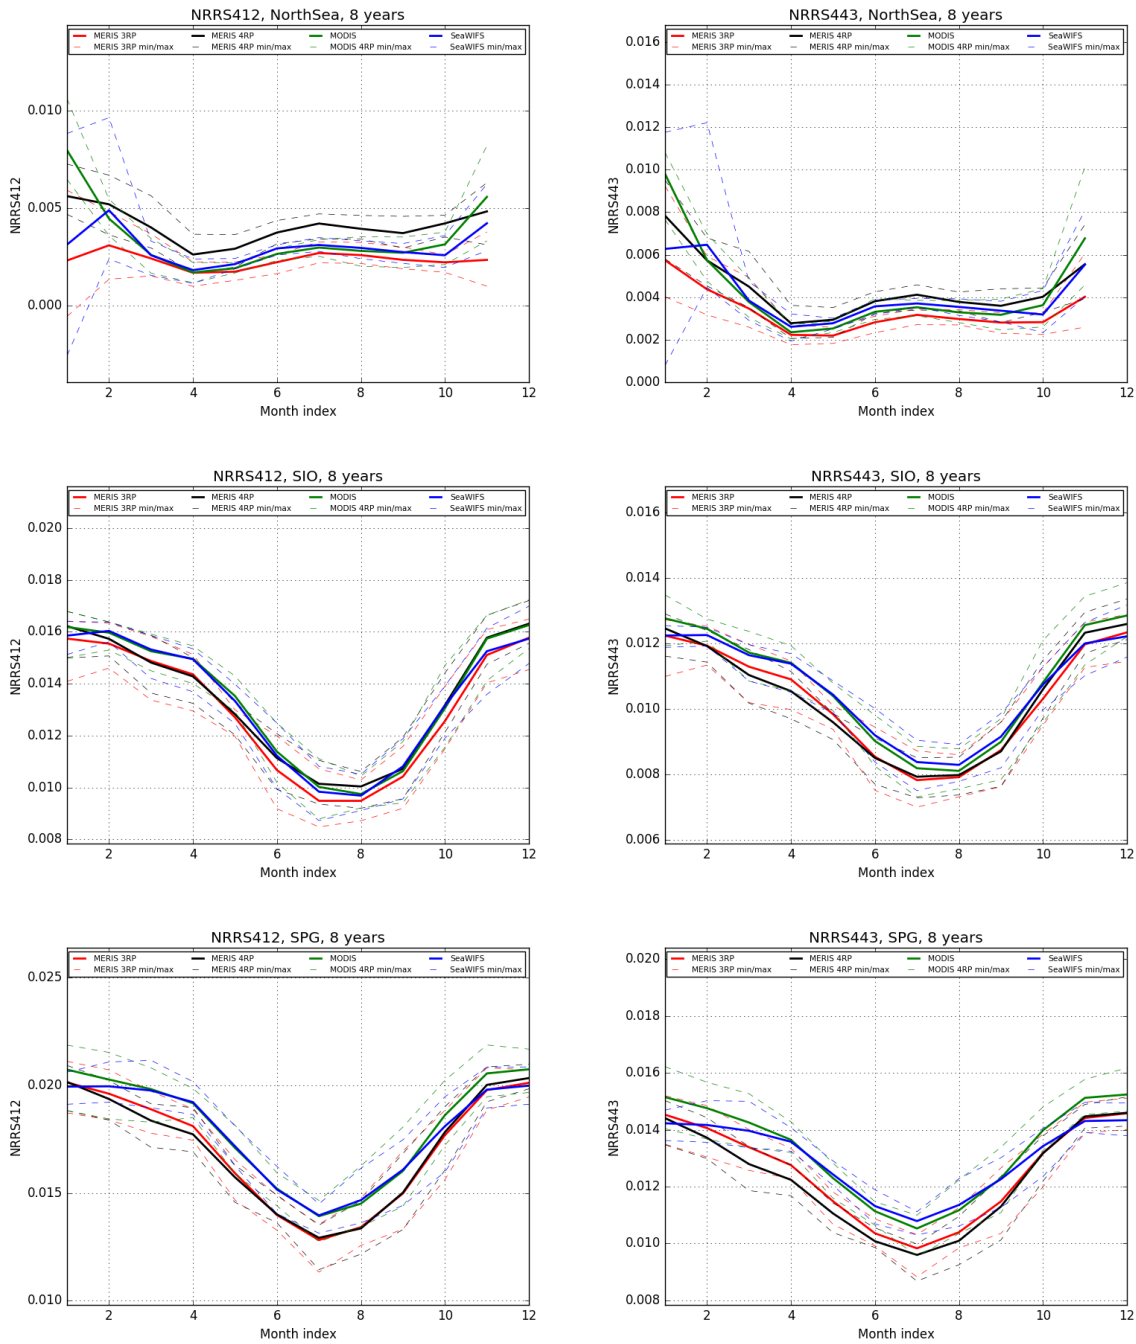 NRRS412, NorthSea, 8 years
MERIS 3RP MERIS 4RP MODIS SeaWIFS
MERIS 3RP min/max MERIS 4RP min/max MODIS 4RP min/max SeaWIFS min/max
0.010
0.005
0.000
NRRS412
2 4 6 8 10 12
Month index
NRRS443, NorthSea, 8 years
MERIS 3RP MERIS 4RP MODIS SeaWIFS
MERIS 3RP min/max MERIS 4RP min/max MODIS 4RP min/max SeaWIFS min/max
0.016
0.014
0.012
0.010
0.008
0.006
0.004
0.002
0.000
NRRS443
2 4 6 8 10 12
Month index
NRRS412, SIO, 8 years
MERIS 3RP MERIS 4RP MODIS SeaWIFS
MERIS 3RP min/max MERIS 4RP min/max MODIS 4RP min/max SeaWIFS min/max
0.020
0.018
0.016
0.014
0.012
0.010
0.008
NRRS412
2 4 6 8 10 12
Month index
NRRS443, SIO, 8 years
MERIS 3RP MERIS 4RP MODIS SeaWIFS
MERIS 3RP min/max MERIS 4RP min/max MODIS 4RP min/max SeaWIFS min/max
0.016
0.014
0.012
0.010
0.008
0.006
NRRS443
2 4 6 8 10 12
Month index
NRRS412, SPG, 8 years
MERIS 3RP MERIS 4RP MODIS SeaWIFS
MERIS 3RP min/max MERIS 4RP min/max MODIS 4RP min/max SeaWIFS min/max
0.025
0.020
0.015
0.010
NRRS412
2 4 6 8 10 12
Month index
NRRS443, SPG, 8 years
MERIS 3RP MERIS 4RP MODIS SeaWIFS
MERIS 3RP min/max MERIS 4RP min/max MODIS 4RP min/max SeaWIFS min/max
0.020
0.018
0.016
0.014
0.012
0.010
0.008
NRRS443
2 4 6 8 10 12
Month index